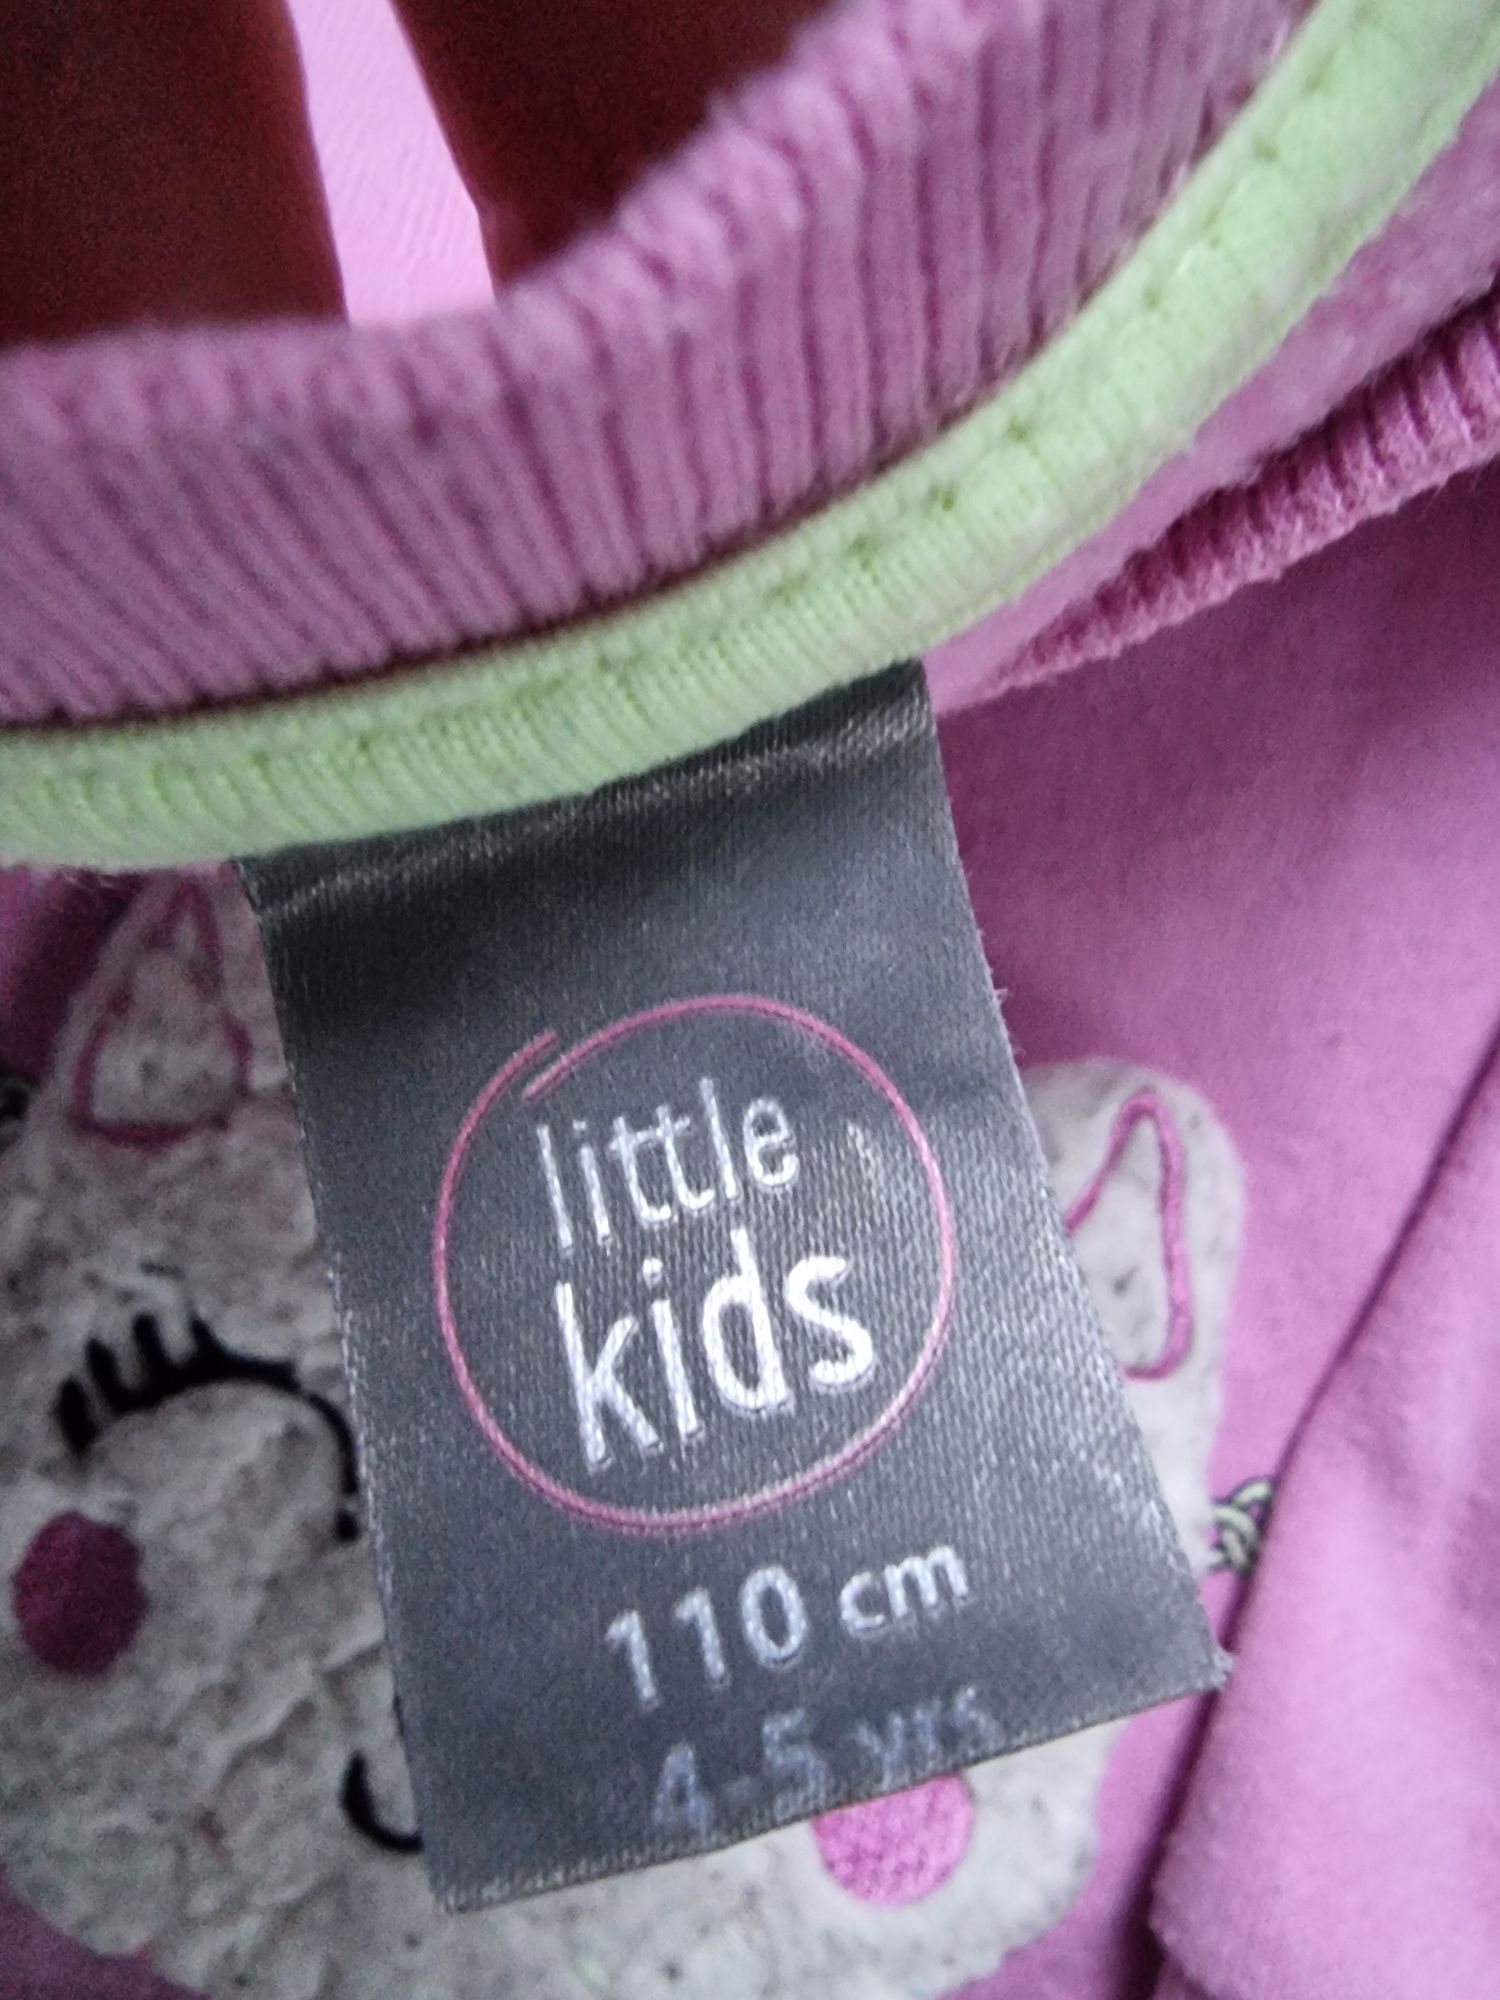 little
kids
110 cm
4-5 yrs